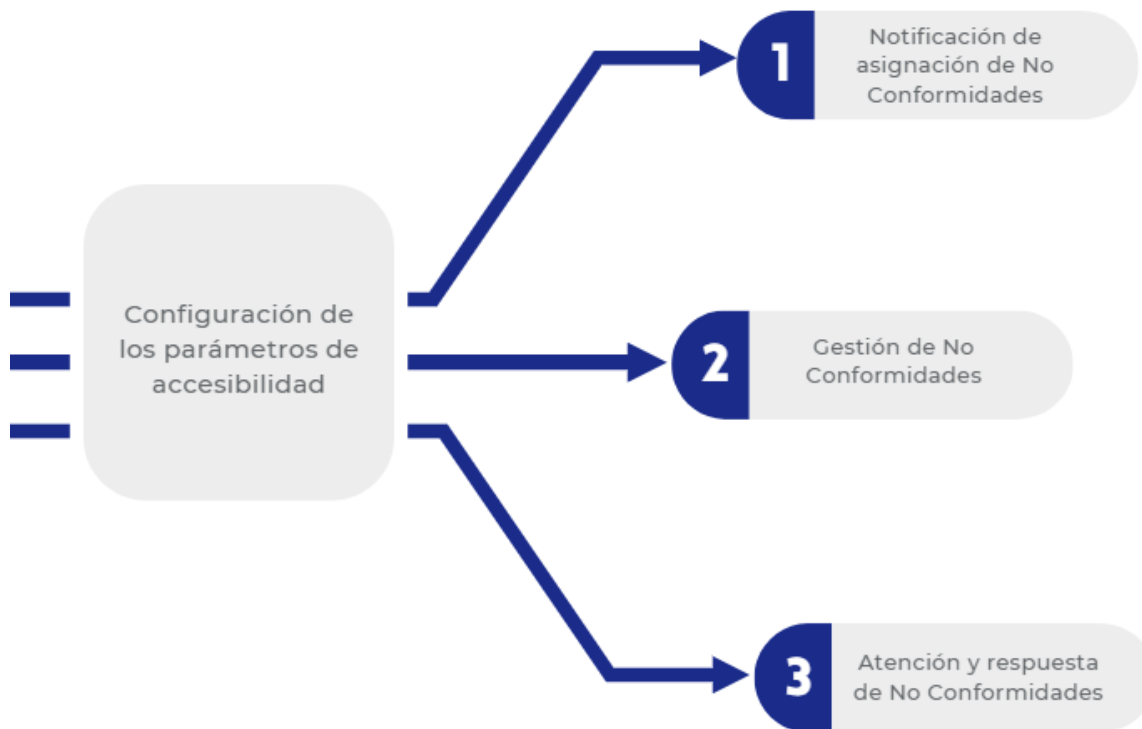 Configuración de
los parámetros de
accesibilidad
1
Notificación de
asignación de No
Conformidades
2
Gestión de No
Conformidades
3
Atención y respuesta
de No Conformidades